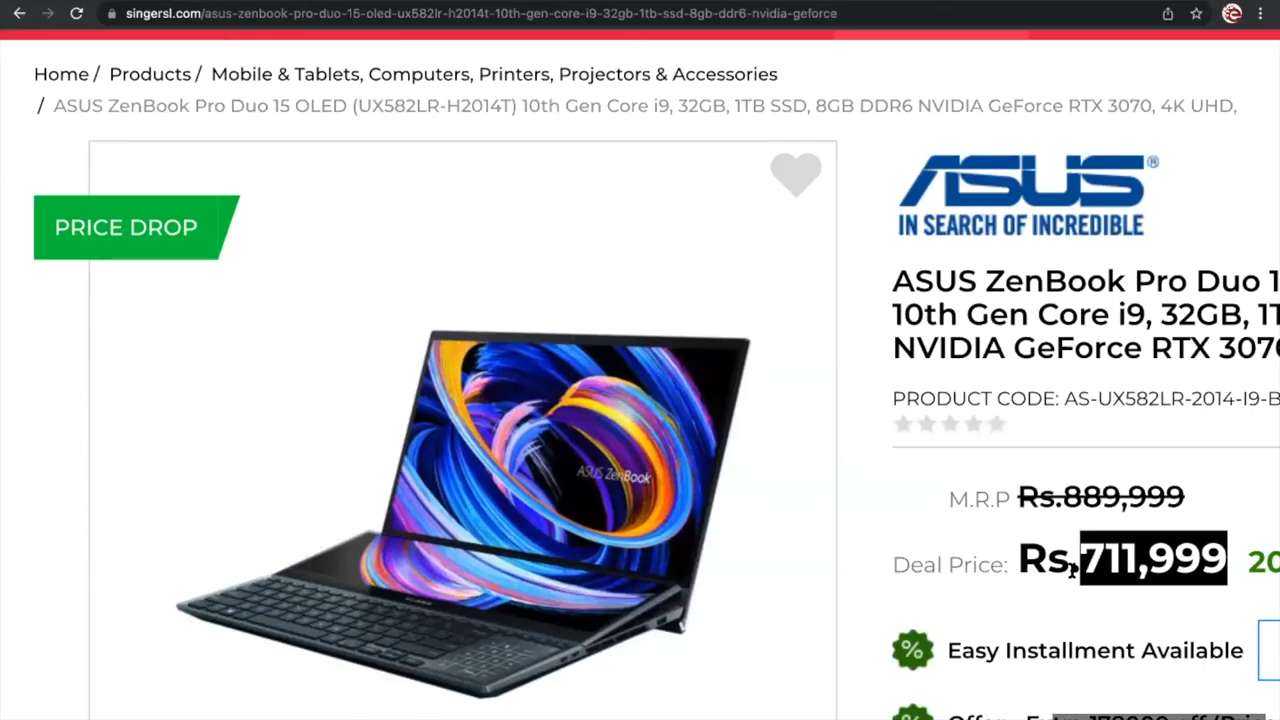 singersl.com/asus-zenbook-pro-duo-15-oled-ux582lr-h2014t-10th-gen-core-i9-32gb-1tb-ssd-8gb-ddr6-nvidia-geforce
Home / Products / Mobile & Tablets, Computers, Printers, Projectors & Accessories
/ ASUS ZenBook Pro Duo 15 OLED (UX582LR-H2014T) 10th Gen Core i9, 32GB, 1TB SSD, 8GB DDR6 NVIDIA GeForce RTX 3070, 4K UHD,
PRICE DROP
ASUS ZenBook
ASUS®
IN SEARCH OF INCREDIBLE
ASUS ZenBook Pro Duo 1
10th Gen Core i9, 32GB, 1T
NVIDIA GeForce RTX 3070
PRODUCT CODE: AS-UX582LR-2014-I9-B
M.R.P Rs.889,999
Deal Price: Rs.711,999 20
% Easy Installment Available